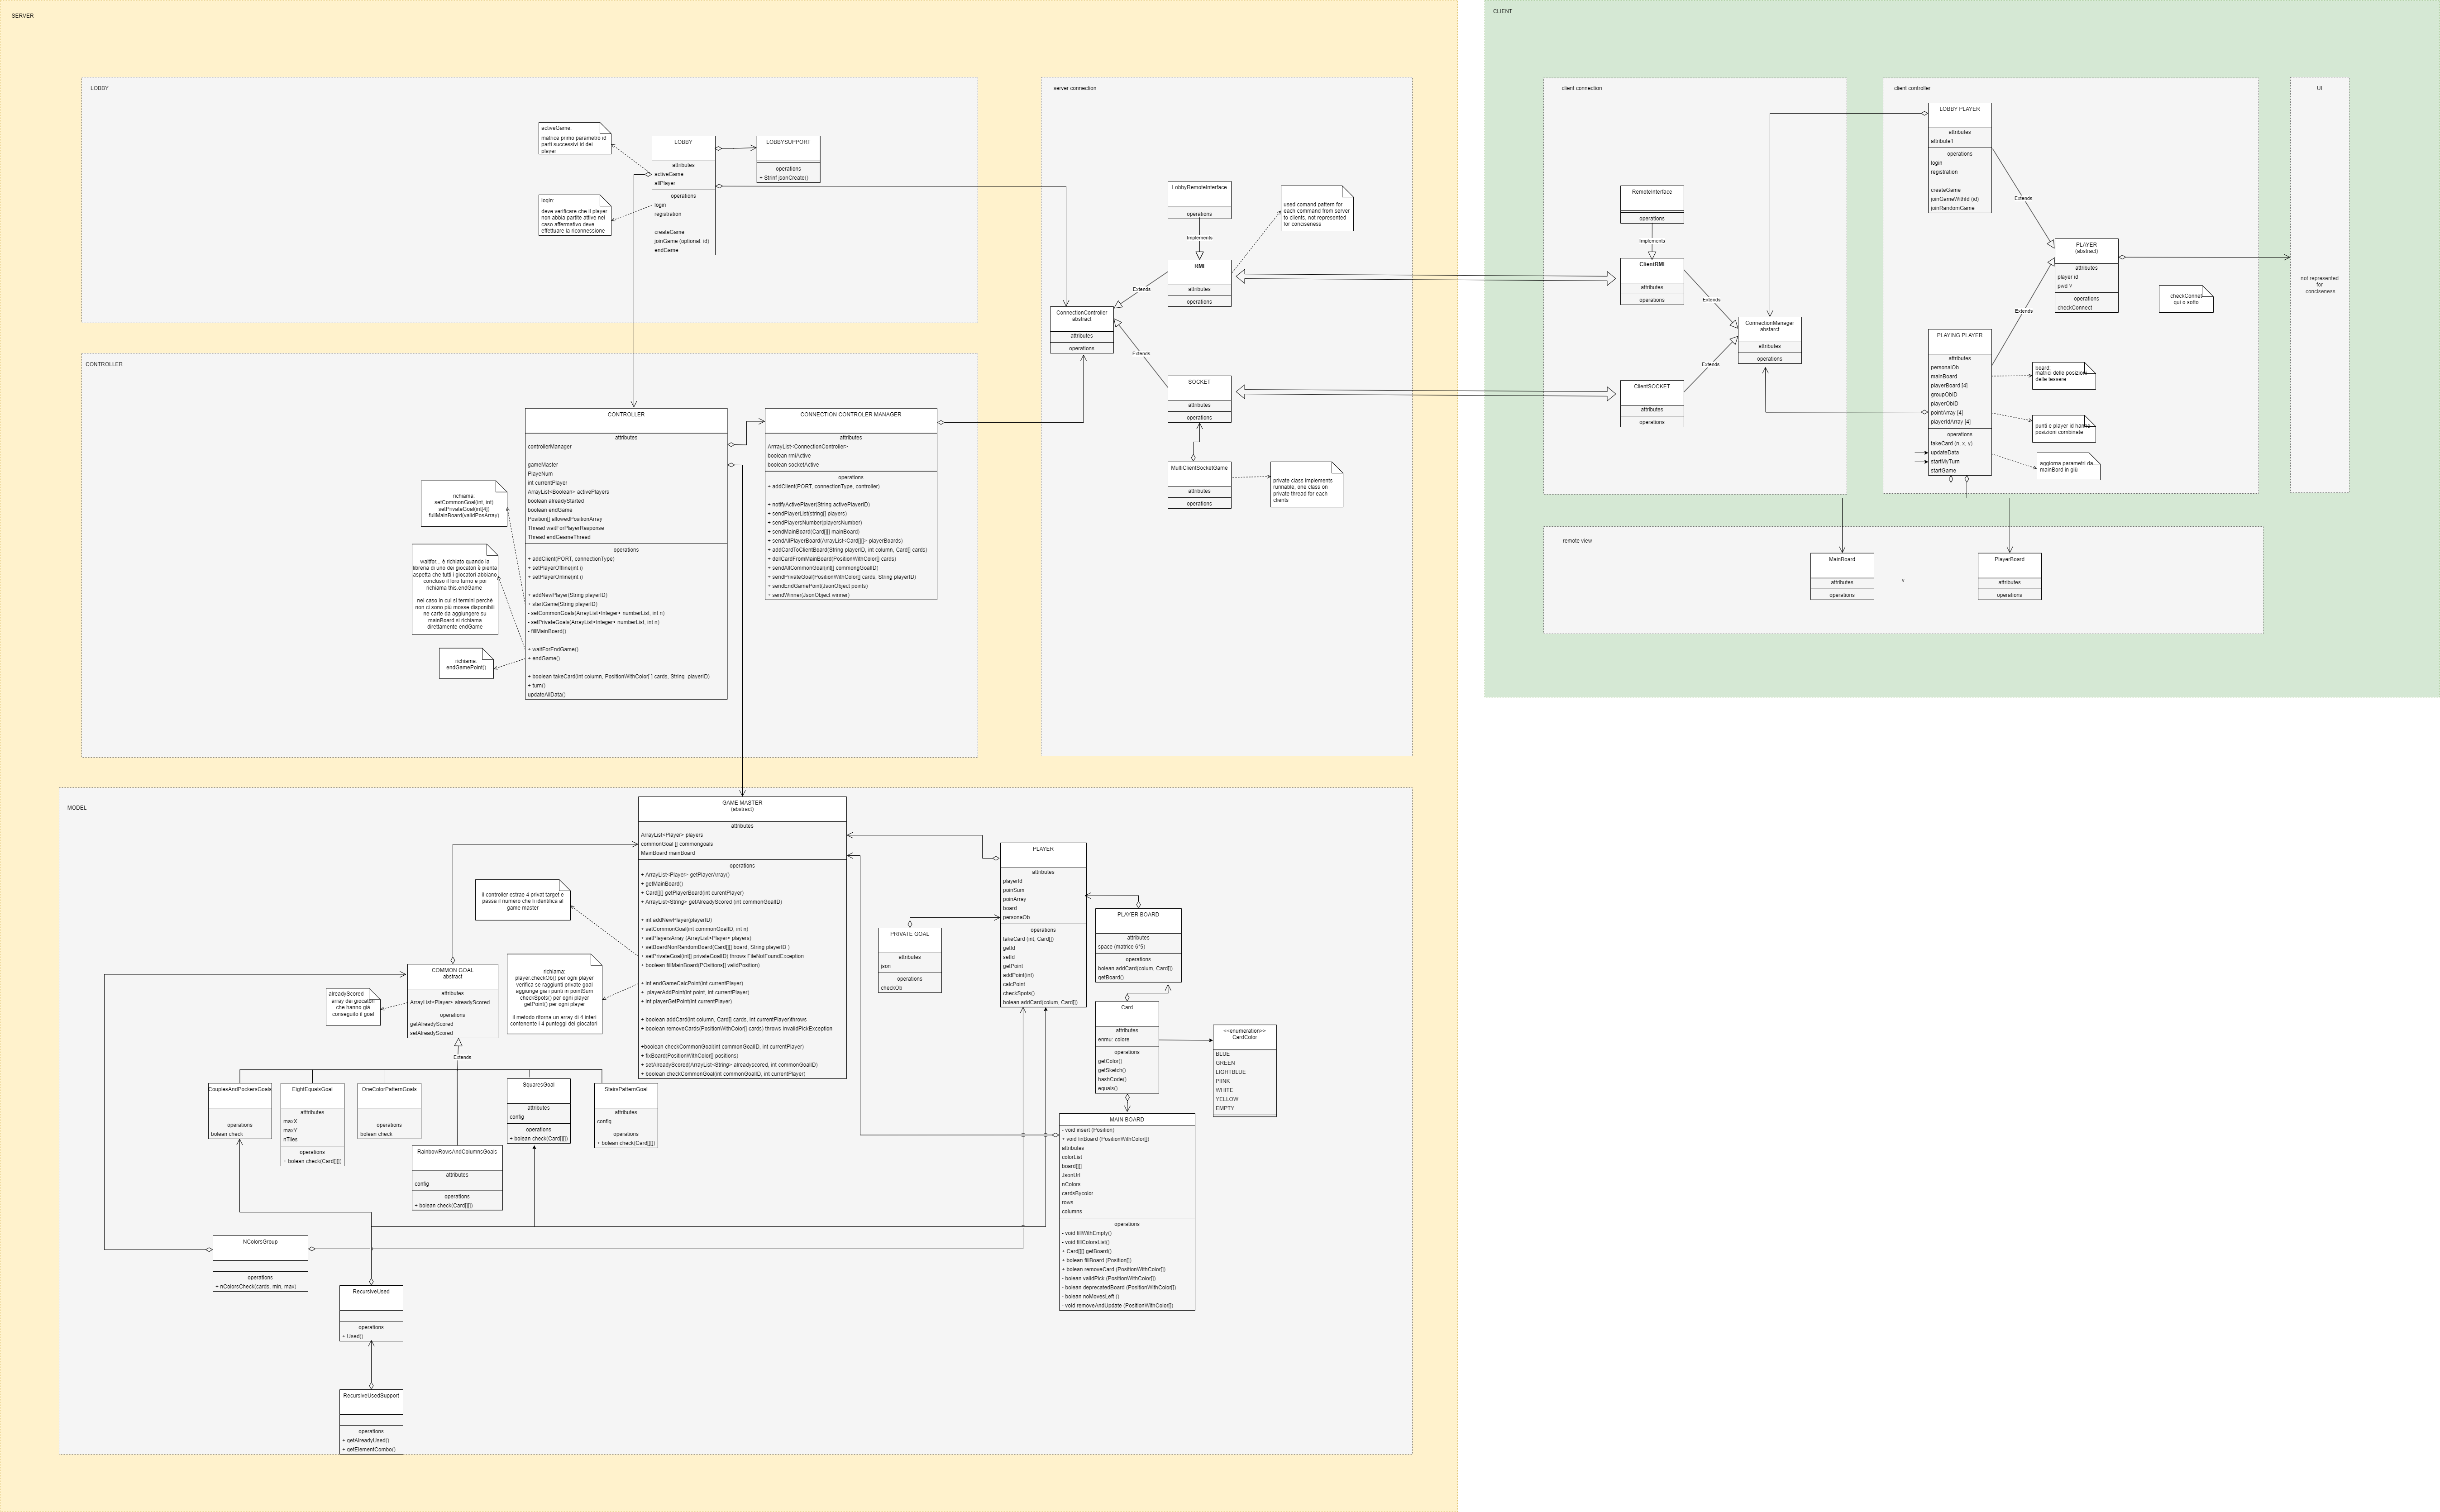 SERVER
LOBBY
activeGame:
matrice primo parametro id
parti successivi id dei
player
login:
deve verificare che il player
non abbia partite attive nel
caso affermativo deve
effettuare la riconnessione
LOBBY
attributes
activeGame
allPlayer
operations
login
registration
createGame
joinGame (optional: id)
endGame
LOBBYSUPPORT
operations
+ Strinf jsonCreate()
CONTROLLER
CONTROLLER
attributes
controllerManager
gameMaster
PlayeNum
int currentPlayer
ArrayList<Boolean> activePlayers
boolean alreadyStarted
boolean endGame
Position[] allowedPositionArray
Thread waitForPlayerResponse
Thread endGeameThread
operations
+ addClient(PORT, connectionType)
+ setPlayerOffline(int i)
+ setPlayerOnline(int i)
+ addNewPlayer(String playerID)
+ startGame(String playerID)
- setCommonGoals(ArrayList<Integer> numberList, int n)
- setPrivateGoals(ArrayList<Integer> numberList, int n)
- fillMainBoard()
+ waitForEndGame()
+ endGame()
+ boolean takeCard(int column, PositionWithColor[ ] cards, String  playerID)
+ turn()
updateAllData()
richiama:
setCommonGoal(int, int)
setPrivateGoal(int[4])
fullMainBoard(validPosArray)
waitfor... è richiato quando la
libreria di uno dei giocatori è pienta
aspetta che tutti i giocatori abbiano
concluso il loro turno e poi
richiama this.endGame
nel caso in cui si termini perchè
non ci sono più mosse disponibili
ne carte da aggiungere su
mainBoard si richiama
direttamente endGame
richiama:
endGamePoint()
CONNECTION CONTROLER MANAGER
attributes
ArrrayList<ConnectionController>
boolean rmiActive
boolean socketActive
operations
+ addClient(PORT, connectionType, controller)
+ notifyActivePlayer(String activePlayerID)
+ sendPlayerList(string[] players)
+ sendPlayersNumber(playersNumber)
+ sendMainBoard(Card[][] mainBoard)
+ sendAllPlayerBoard(ArrayList<Card[][]> playerBoards)
+ addCardToClientBoard(String playerID, int column, Card[] cards)
+ dellCardFromMainBoard(PositionWithColor[] cards)
+ sendAllCommonGoal(int[] commongGoalID)
+ sendPrivateGoal(PositionWithColor[] cards, String playerID)
+ sendEndGamePoint(JsonObject points)
+ sendWinner(JsonObject winner)
server connection
LobbyRemoteInterface
operations
Implements
RMI
attributes
operations
used comand pattern for
each command from server
to clients, not represented
for conciseness
Extends
ConnectionController
abstract
attributes
operations
Extends
SOCKET
attributes
operations
MultiClientSocketGame
attributes
operations
private class implements
runnable, one class on
private thread for each
clients
CLIENT
client connection
RemoteInterface
operations
Implements
ClientRMI
attributes
operations
Extends
ConnectionManager
abstarct
attributes
operations
Extends
ClientSOCKET
attributes
operations
client controller
LOBBY PLAYER
attributes
attribute1
operations
login
registration
createGame
joinGameWithId (id)
joinRandomGame
Extends
PLAYER
(abstract)
attributes
player id
pwd ?
operations
checkConnect
checkConnet
qui o sotto
Extends
PLAYING PLAYER
attributes
personalOb
mainBoard
playerBoard [4]
groupObID
playerObID
pointArray [4]
playerIdArray [4]
operations
takeCard (n, x, y)
updateData
startMyTurn
startGame
board:
matrici delle posizioni
delle tessere
punti e player id hanno
posizioni combinate
aggiorna parametri da
mainBord in giù
UI
not represented
for
conciseness
remote view
MainBoard
attributes
operations
PlayerBoard
attributes
operations
MODEL
GAME MASTER
(abstract)
attributes
ArrayList<Player> players
commonGoal [] commongoals
MainBoard mainBoard
operations
+ ArrayList<Player> getPlayerArray()
+ getMainBoard()
+ Card[][] getPlayerBoard(int curentPlayer)
+ ArrayList<String> getAlreadyScored (int commonGoalID)
+ int addNewPlayer(playerID)
+ setCommonGoal(int commonGoalID, int n)
+ setPlayersArray (ArrayList<Player> players)
+ setBoardNonRandomBoard(Card[][] board, String playerID )
+ setPrivateGoal(int[] privateGoalID) throws FileNotFoundException
+ boolean fillMainBoard(POsitions[] validPosition)
+ int endGameCalcPoint(int currentPlayer)
+  playerAddPoint(int point, int currentPlayer)
+ int playerGetPoint(int currentPlayer)
+ boolean addCard(int column, Card[] cards, int currentPlayer)throws
+ boolean removeCards(PositionWithColor[] cards) throws InvalidPickException
+boolean checkCommonGoal(int commonGoalID, int currentPlayer)
+ fixBoard(PositionWithColor[] positions)
+ setAlreadyScored(ArrayList<String> alreadyscored, int commonGoalID)
+ boolean checkCommonGoal(int commonGoalID, int currentPlayer)
il controller estrae 4 privat target e
passa il numero che li identifica al
game master
richiama:
player.checkOb() per ogni player
verifica se raggiunti private goal
aggiunge già i punti in pointSum
checkSpots() per ogni player
getPoint() per ogni player
il metodo ritorna un array di 4 interi
contenente i 4 punteggi dei giocatori
COMMON GOAL
abstract
attributes
ArrayList<Player> alreadyScored
operations
getAlreadyScored
setAlreadyScored
alreadyScored:
array dei giocatori
che hanno già
conseguito il goal
Extends
CouplesAndPockersGoals
operations
bolean check
EightEqualsGoal
atttributes
maxX
maxY
nTiles
operations
+ bolean check(Card[][])
OneColorPatternGoals
operations
bolean check
RainbowRowsAndColumnsGoals
attributes
config
operations
+ bolean check(Card[][])
SquaresGoal
attributes
config
operations
+ boolean check(Card[][])
StairsPatternGoal
attributes
config
operations
+ boolean check(Card[][])
NColorsGroup
operations
+ nColorsCheck(cards, min, max)
RecursiveUsed
operations
+ Used()
RecursiveUsedSupport
operations
+ getAlreadyUsed()
+ getElementCombo()
PRIVATE GOAL
attributes
json
operations
checkOb
PLAYER
attributes
playerId
poinSum
poinArray
board
personaOb
operations
takeCard (int, Card[])
getId
setId
getPoint
addPoint(int)
calcPoint
checkSpots()
bolean addCard(colum, Card[])
PLAYER BOARD
attributes
space (matrice 6*5)
operations
bolean addCard(colum, Card[])
getBoard()
Card
attributes
enmu: colore
operations
getColor()
getSketch()
hashCode()
equals()
<<enumeration>>
CardColor
BLUE
GREEN
LIGHTBLUE
PIINK
WHITE
YELLOW
EMPTY
MAIN BOARD
- void insert (Position)
+ void fixBoard (PositionWithColor[])
attributes
colorList
board[][]
JsonUrl
nColors
cardsBycolor
rows
columns
operations
- void fillWithEmpty()
- void fillColorsList()
+ Card[][] getBoard()
+ bolean fillBoard (Position[])
+ bolean removeCard (PositionWithColor[])
- bolean validPick (PositionWithColor[])
- bolean deprecatedBoard (PositionWithColor[])
- bolean noMovesLeft ()
- void removeAndUpdate (PositionWithColor[])